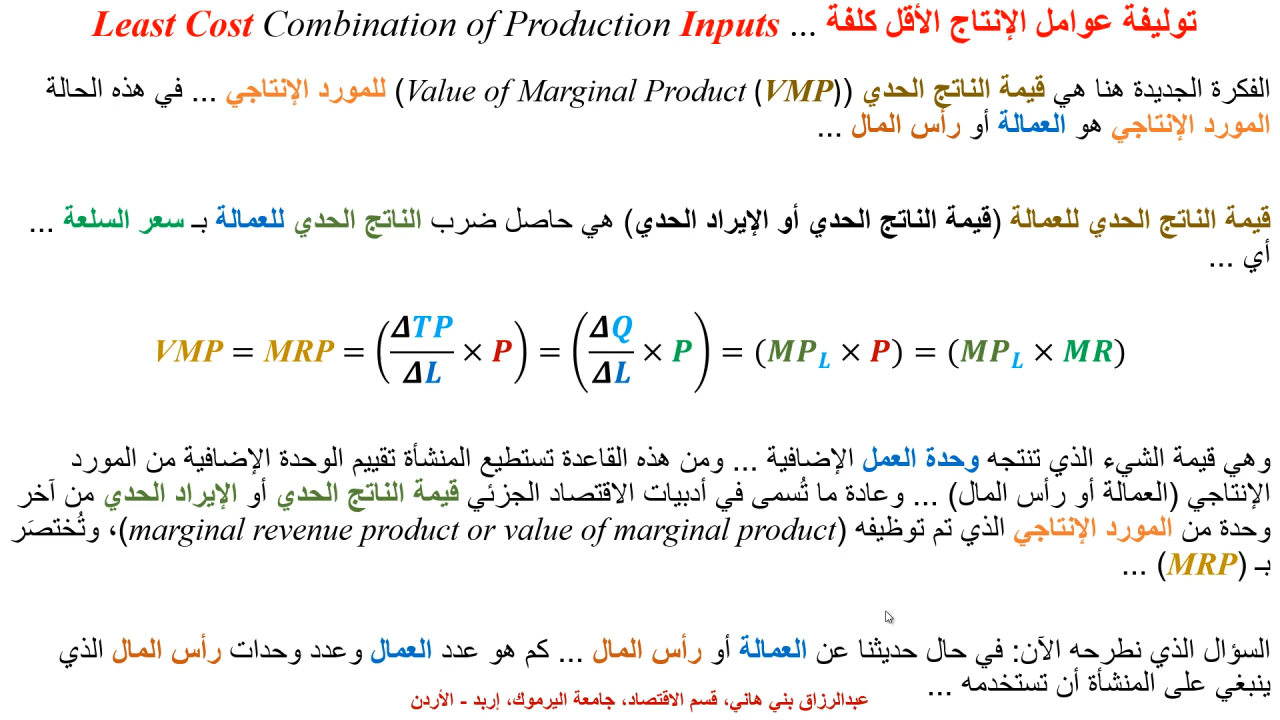 توليفة عوامل الإنتاج الأقل كلفة ... Least Cost Combination of Production Inputs
الفكرة الجديدة هنا هي قيمة الناتج الحدي (Value of Marginal Product (VMP)) للمورد الإنتاجي ... في هذه الحالة
المورد الإنتاجي هو العمالة أو رأس المال ...
قيمة الناتج الحدي للعمالة (قيمة الناتج الحدي أو الإيراد الحدي) هي حاصل ضرب الناتج الحدي للعمالة بـ سعر السلعة ...
أي ...
VMP = MRP = (ΔTP/ΔL × P) = (ΔQ/ΔL × P) = (MP_L × P) = (MP_L × MR)
وهي قيمة الشيء الذي تنتجه وحدة العمل الإضافية ... ومن هذه القاعدة تستطيع المنشأة تقييم الوحدة الإضافية من المورد
الإنتاجي (العمالة أو رأس المال) ... وعادة ما تُسمى في أدبيات الاقتصاد الجزئي قيمة الناتج الحدي أو الإيراد الحدي من آخر
وحدة من المورد الإنتاجي الذي تم توظيفه (marginal revenue product or value of marginal product)، وتُختصَر
بـ (MRP) ...
السؤال الذي نطرحه الآن: في حال حديثنا عن العمالة أو رأس المال ... كم هو عدد العمال وعدد وحدات رأس المال الذي
ينبغي على المنشأة أن تستخدمه ...
عبدالرزاق بني هاني، قسم الاقتصاد، جامعة اليرموك، إربد - الأردن